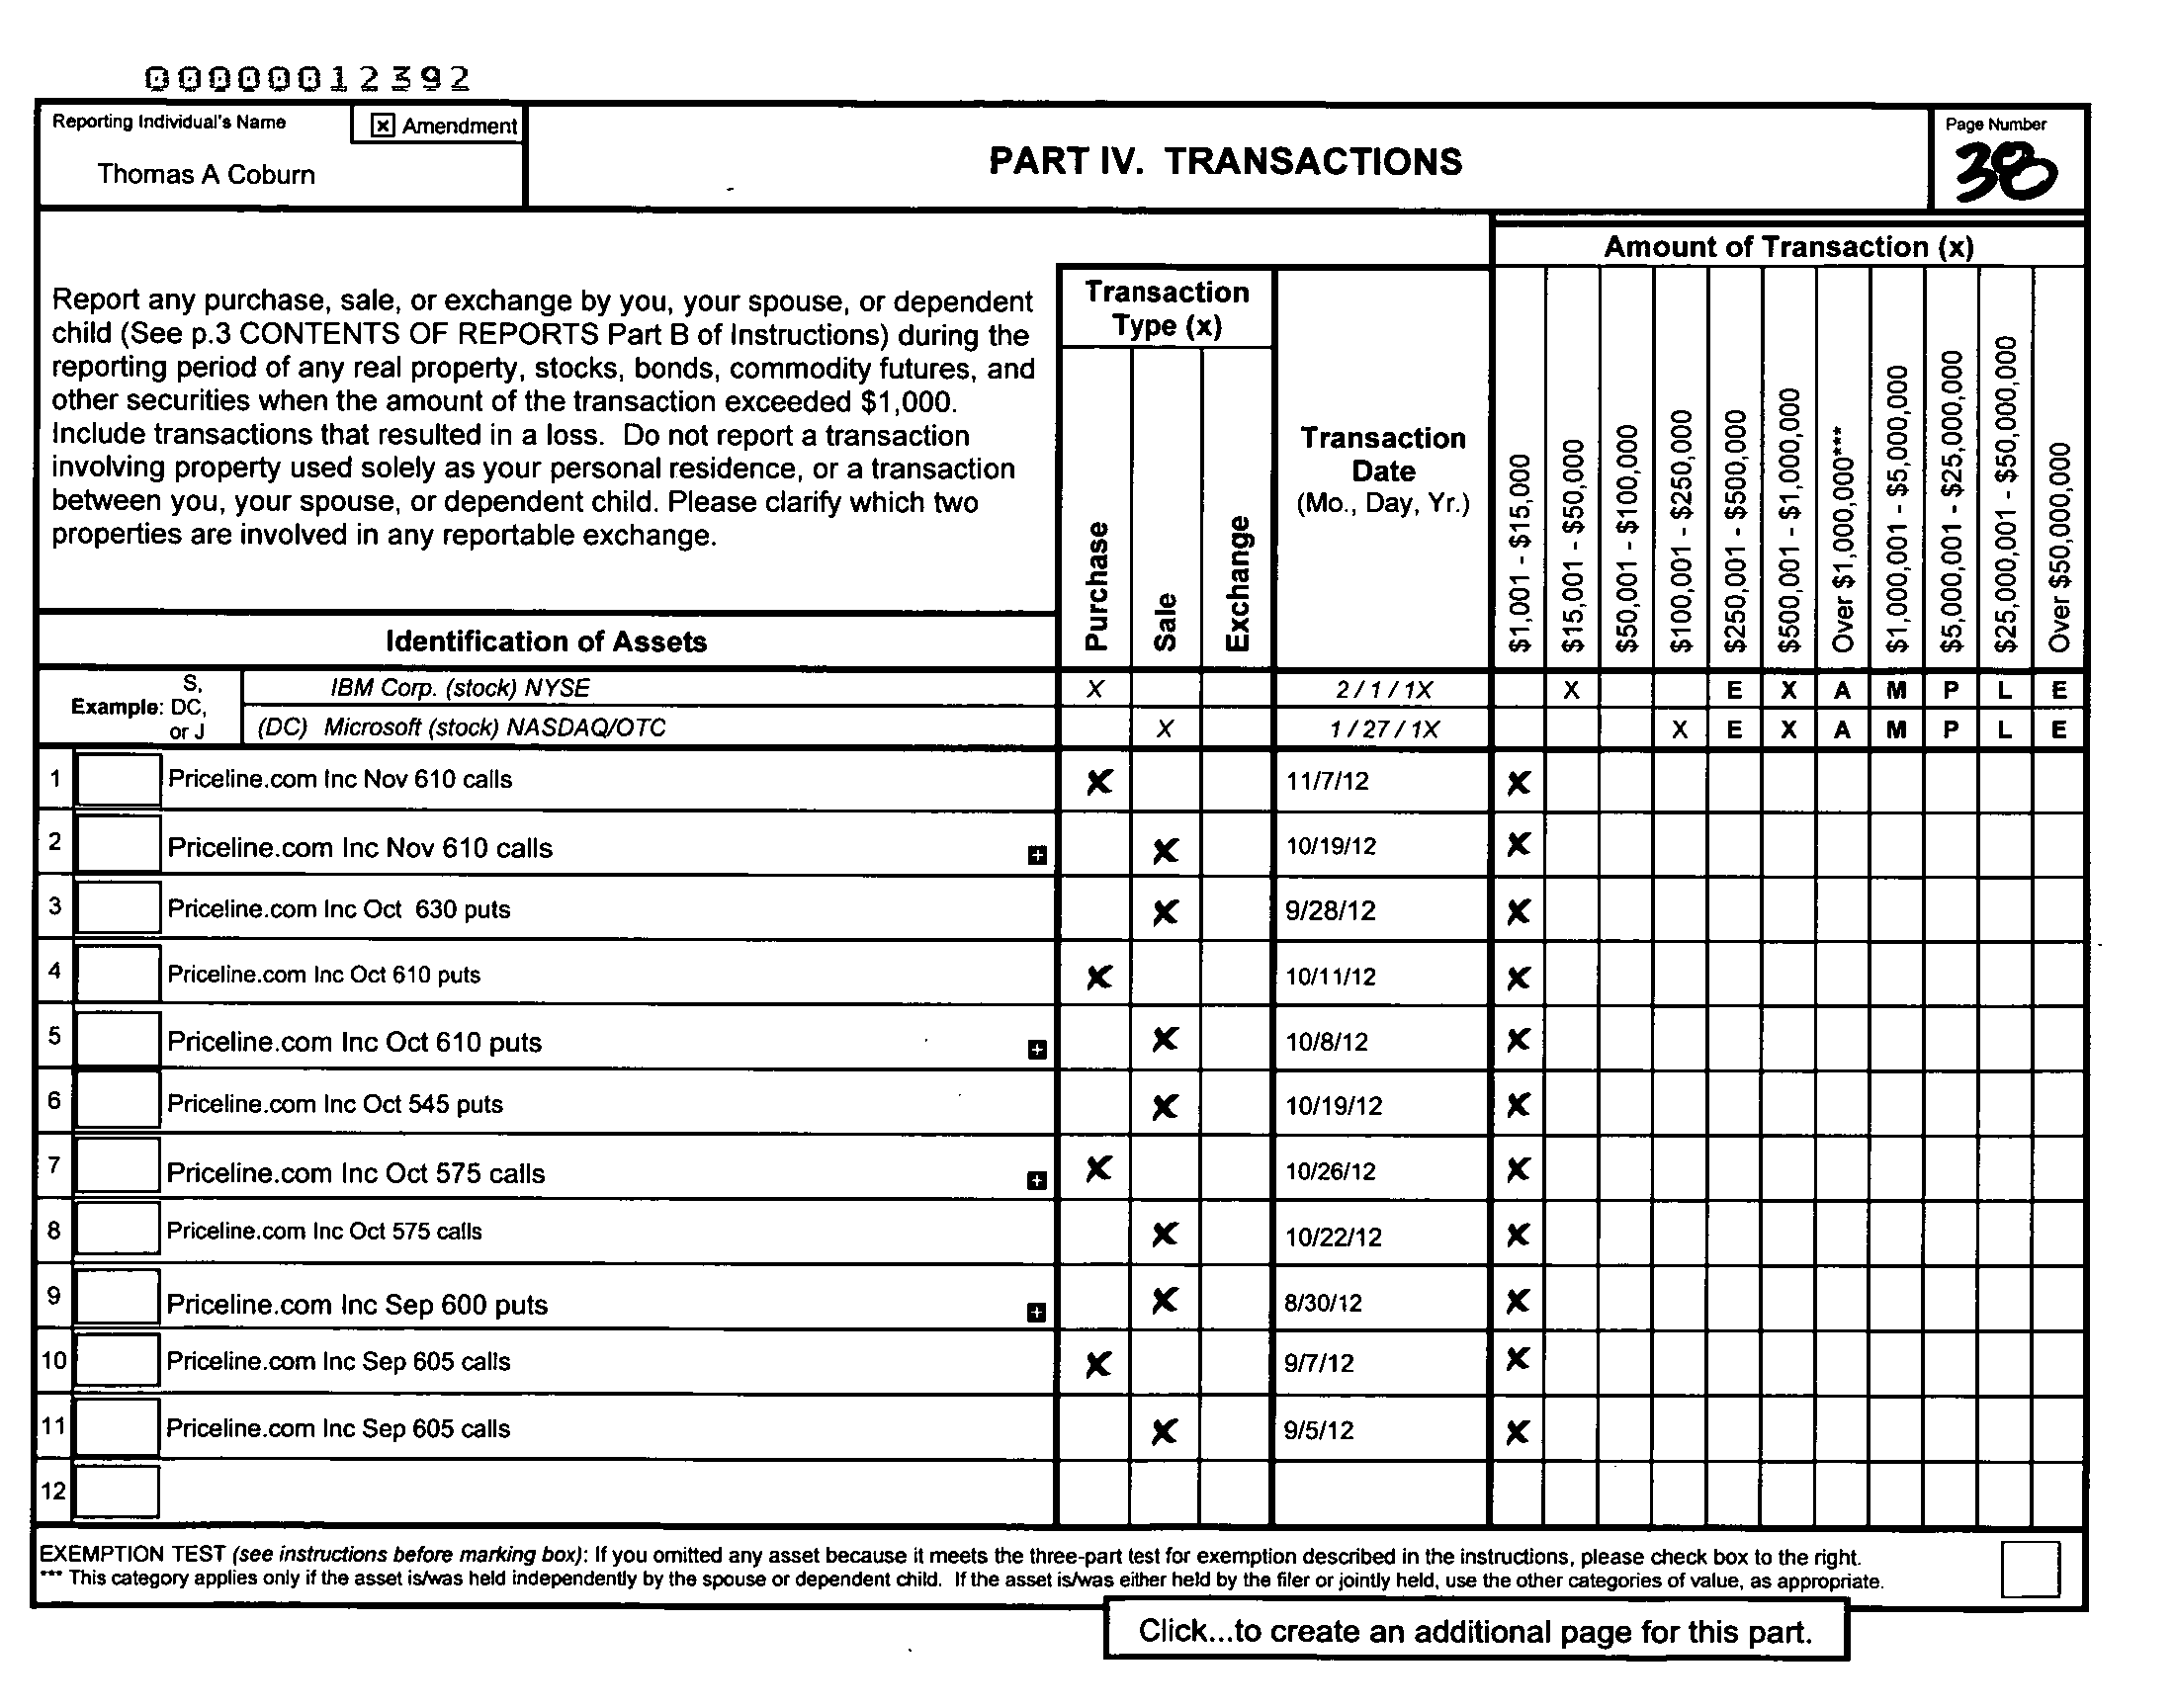 00000012392
Reporting Individual's Name
x Amendment
Thomas A Coburn
PART IV. TRANSACTIONS
Page Number
38
Amount of Transaction (x)
Report any purchase, sale, or exchange by you, your spouse, or dependent
child (See p.3 CONTENTS OF REPORTS Part B of Instructions) during the
reporting period of any real property, stocks, bonds, commodity futures, and
other securities when the amount of the transaction exceeded $1,000.
Include transactions that resulted in a loss. Do not report a transaction
involving property used solely as your personal residence, or a transaction
between you, your spouse, or dependent child. Please clarify which two
properties are involved in any reportable exchange.
Transaction
Type (x)
Purchase
Sale
Exchange
Transaction
Date
(Mo., Day, Yr.)
$1,001 - $15,000
$15,001 - $50,000
$50,001 - $100,000
$100,001 - $250,000
$250,001 - $500,000
$500,001 - $1,000,000
Over $1,000,000***
$1,000,001 - $5,000,000
$5,000,001 - $25,000,000
$25,000,001 - $50,000,000
Over $50,000,000
Identification of Assets
Example: S, DC, or J
IBM Corp. (stock) NYSE X 2/1/1X X E X A M P L E
(DC) Microsoft (stock) NASDAQ/OTC X 1/27/1X X E X A M P L E
1 Priceline.com Inc Nov 610 calls X 11/7/12 X
2 Priceline.com Inc Nov 610 calls + X 10/19/12 X
3 Priceline.com Inc Oct 630 puts X 9/28/12 X
4 Priceline.com Inc Oct 610 puts X 10/11/12 X
5 Priceline.com Inc Oct 610 puts + X 10/8/12 X
6 Priceline.com Inc Oct 545 puts X 10/19/12 X
7 Priceline.com Inc Oct 575 calls + X 10/26/12 X
8 Priceline.com Inc Oct 575 calls X 10/22/12 X
9 Priceline.com Inc Sep 600 puts + X 8/30/12 X
10 Priceline.com Inc Sep 605 calls X 9/7/12 X
11 Priceline.com Inc Sep 605 calls X 9/5/12 X
12
EXEMPTION TEST (see instructions before marking box): If you omitted any asset because it meets the three-part test for exemption described in the instructions, please check box to the right.
*** This category applies only if the asset is/was held independently by the spouse or dependent child. If the asset is/was either held by the filer or jointly held, use the other categories of value, as appropriate.
Click...to create an additional page for this part.